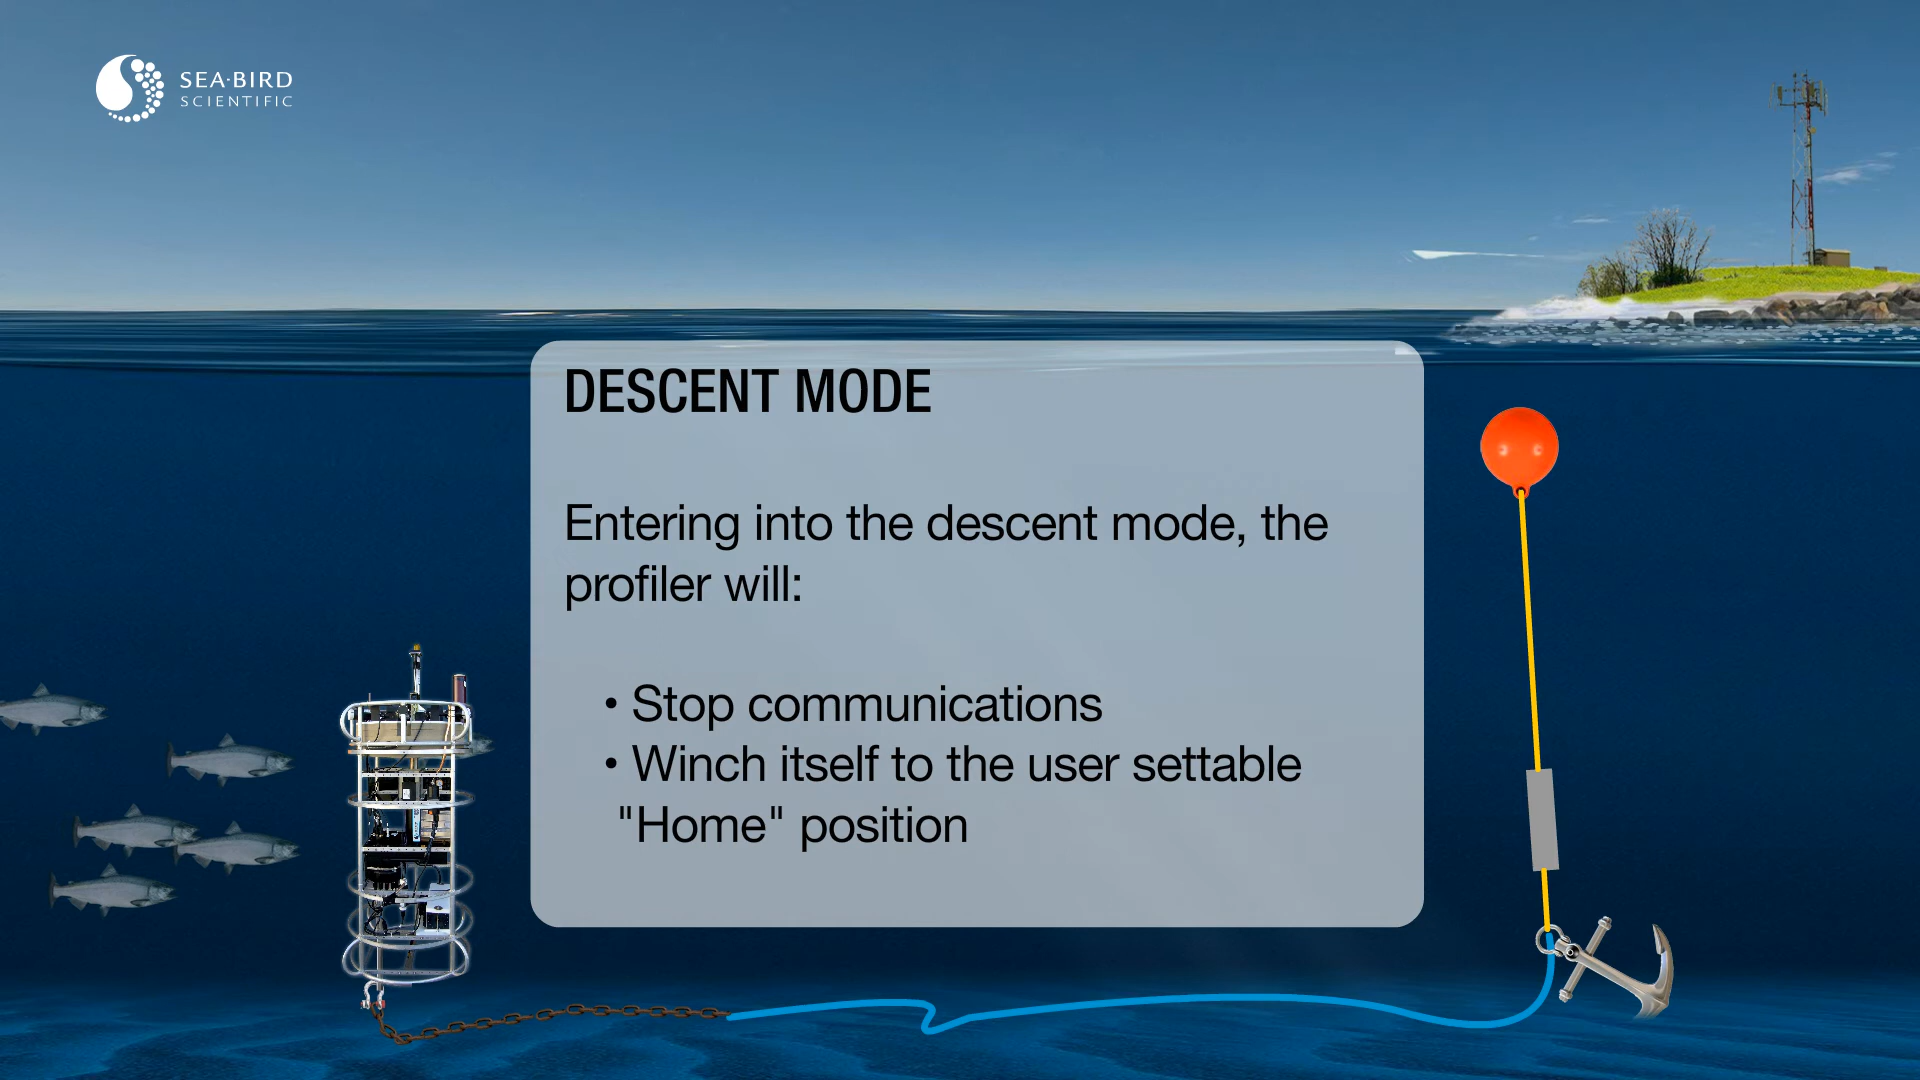 SEA·BIRD
SCIENTIFIC
DESCENT MODE
Entering into the descent mode, the
profiler will:
• Stop communications
• Winch itself to the user settable
"Home" position